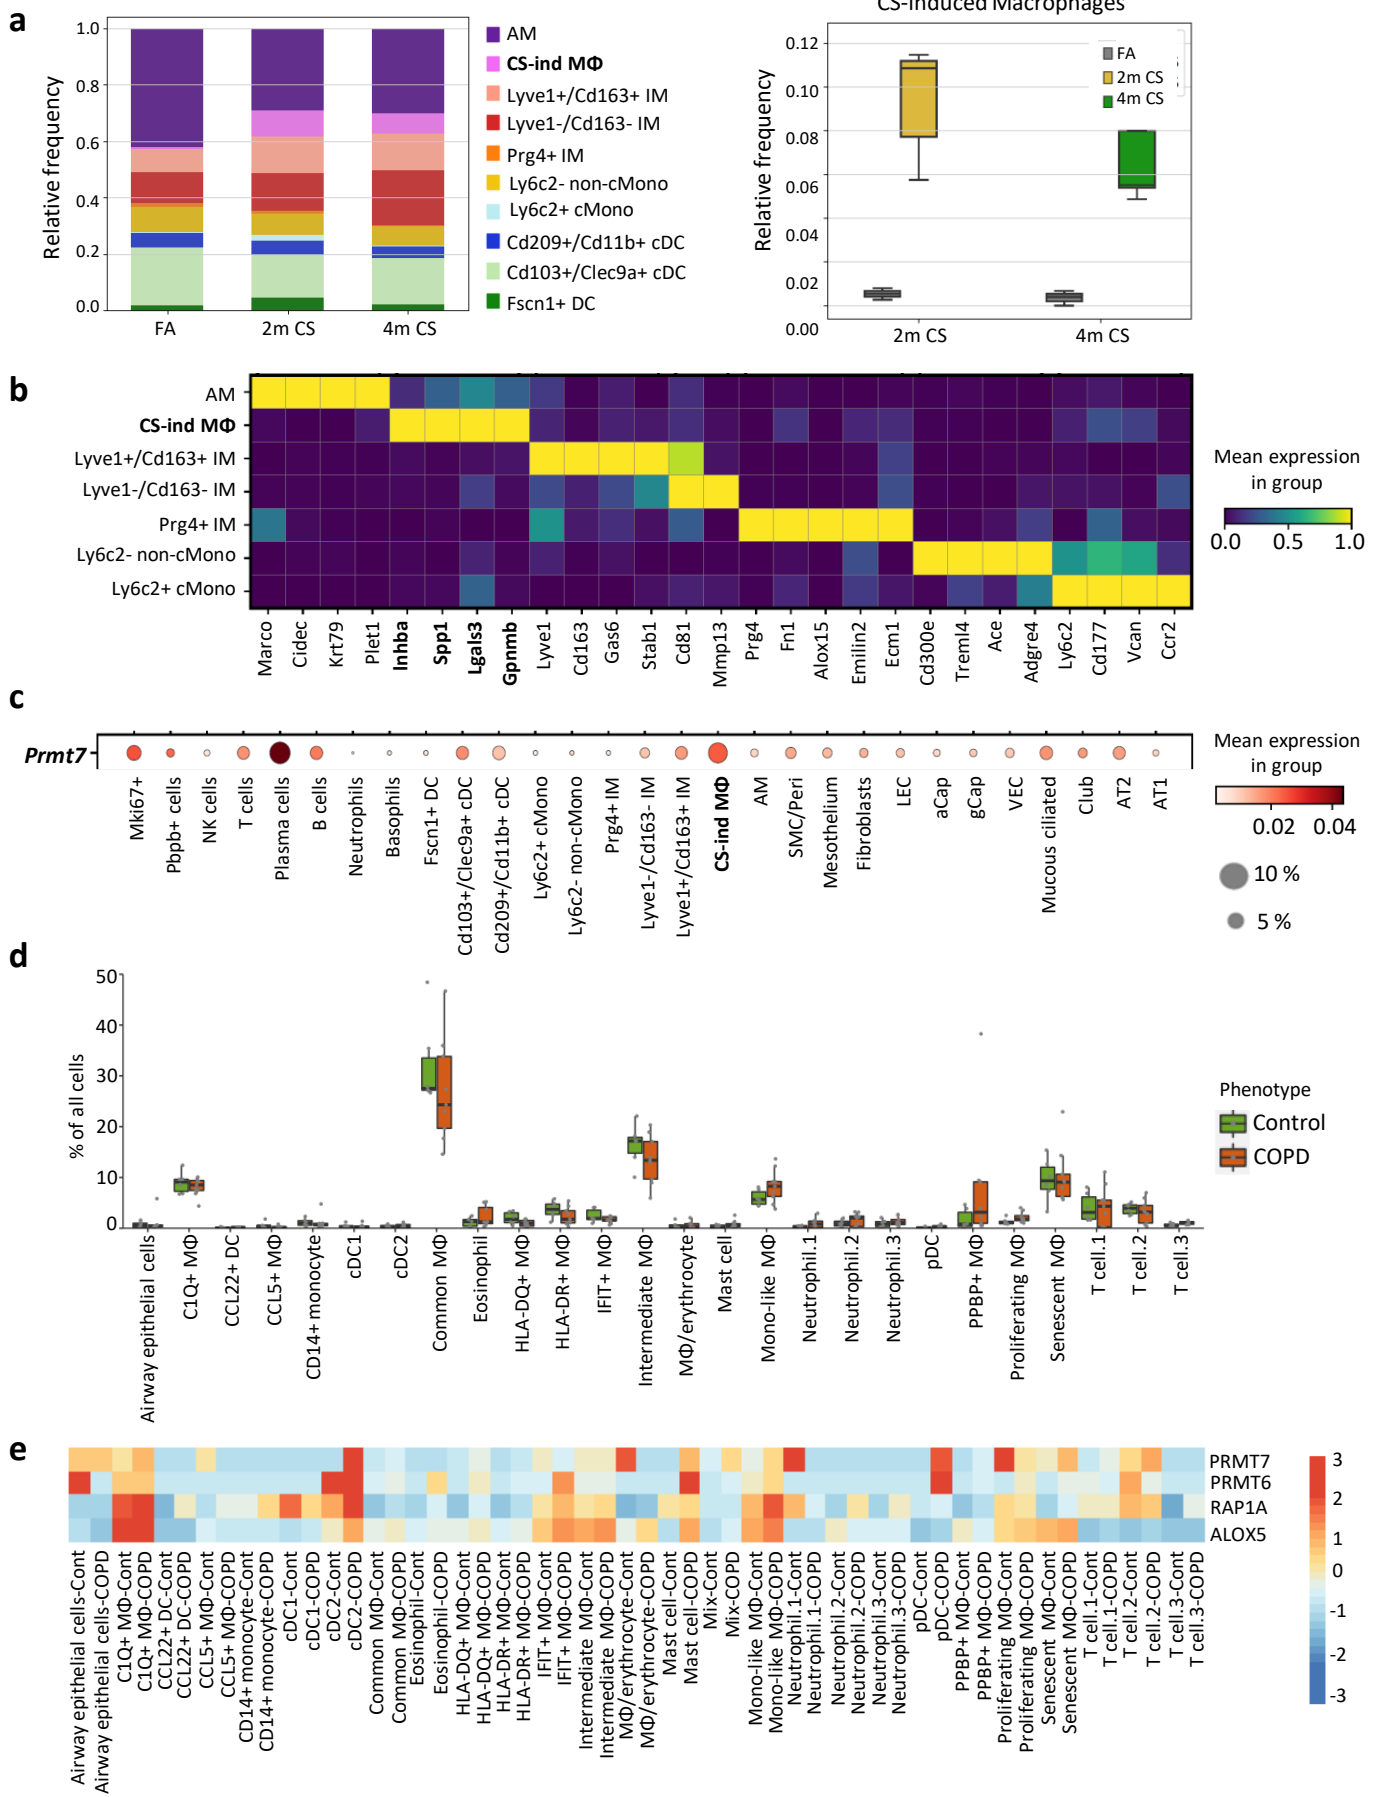 a
1.0
0.8
0.6
0.4
0.2
0.0
Relative frequency
FA
2m CS
4m CS
AM
CS-ind MΦ
Lyve1+/Cd163+ IM
Lyve1-/Cd163- IM
Prg4+ IM
Ly6c2- non-cMono
Ly6c2+ cMono
Cd209+/Cd11b+ cDC
Cd103+/Clec9a+ cDC
Fscn1+ DC
CS-Induced Macrophages
0.12
0.10
0.08
0.06
0.04
0.02
0.00
Relative frequency
FA
2m CS
4m CS
2m CS
4m CS
b
AM
CS-ind MΦ
Lyve1+/Cd163+ IM
Lyve1-/Cd163- IM
Prg4+ IM
Ly6c2- non-cMono
Ly6c2+ cMono
Marco
Cidec
Krt79
Plet1
Inhba
Spp1
Lgals3
Gpnmb
Lyve1
Cd163
Gas6
Stab1
Cd81
Mmp13
Prg4
Fn1
Alox15
Emilin2
Ecm1
Cd300e
Treml4
Ace
Adgre4
Ly6c2
Cd177
Vcan
Ccr2
Mean expression
in group
0.0 0.5 1.0
c
Prmt7
Mki67+
Pbpb+ cells
NK cells
T cells
Plasma cells
B cells
Neutrophils
Basophils
Fscn1+ DC
Cd103+/Clec9a+ cDC
Cd209+/Cd11b+ cDC
Ly6c2+ cMono
Ly6c2- non-cMono
Prg4+ IM
Lyve1-/Cd163- IM
Lyve1+/Cd163+ IM
CS-ind MΦ
AM
SMC/Peri
Mesothelium
Fibroblasts
LEC
aCap
gCap
VEC
Mucous ciliated
Club
AT2
AT1
Mean expression
in group
0.02 0.04
10 %
5 %
d
50
40
30
20
10
0
% of all cells
Airway epithelial cells
C1Q+ MΦ
CCL22+ DC
CCL5+ MΦ
CD14+ monocyte
cDC1
cDC2
Common MΦ
Eosinophil
HLA-DQ+ MΦ
HLA-DR+ MΦ
IFIT+ MΦ
Intermediate MΦ
MΦ/erythrocyte
Mast cell
Mono-like MΦ
Neutrophil.1
Neutrophil.2
Neutrophil.3
pDC
PPBP+ MΦ
Proliferating MΦ
Senescent MΦ
T cell.1
T cell.2
T cell.3
Phenotype
Control
COPD
e
PRMT7
PRMT6
RAP1A
ALOX5
3
2
1
0
-1
-2
-3
Airway epithelial cells-Cont
Airway epithelial cells-COPD
C1Q+ MΦ-Cont
C1Q+ MΦ-COPD
CCL22+ DC-Cont
CCL22+ DC-COPD
CCL5+ MΦ-Cont
CCL5+ MΦ-COPD
CD14+ monocyte-Cont
CD14+ monocyte-COPD
cDC1-Cont
cDC1-COPD
cDC2-Cont
cDC2-COPD
Common MΦ-Cont
Common MΦ-COPD
Eosinophil-Cont
Eosinophil-COPD
HLA-DQ+ MΦ-Cont
HLA-DQ+ MΦ-COPD
HLA-DR+ MΦ-Cont
HLA-DR+ MΦ-COPD
IFIT+ MΦ-Cont
IFIT+ MΦ-COPD
Intermediate MΦ-Cont
Intermediate MΦ-COPD
MΦ/erythrocyte-Cont
MΦ/erythrocyte-COPD
Mast cell-Cont
Mast cell-COPD
Mix-Cont
Mix-COPD
Mono-like MΦ-Cont
Mono-like MΦ-COPD
Neutrophil.1-Cont
Neutrophil.1-COPD
Neutrophil.2-Cont
Neutrophil.2-COPD
Neutrophil.3-Cont
Neutrophil.3-COPD
pDC-Cont
pDC-COPD
PPBP+ MΦ-Cont
PPBP+ MΦ-COPD
Proliferating MΦ-Cont
Proliferating MΦ-COPD
Senescent MΦ-Cont
Senescent MΦ-COPD
T cell.1-Cont
T cell.1-COPD
T cell.2-Cont
T cell.2-COPD
T cell.3-Cont
T cell.3-COPD